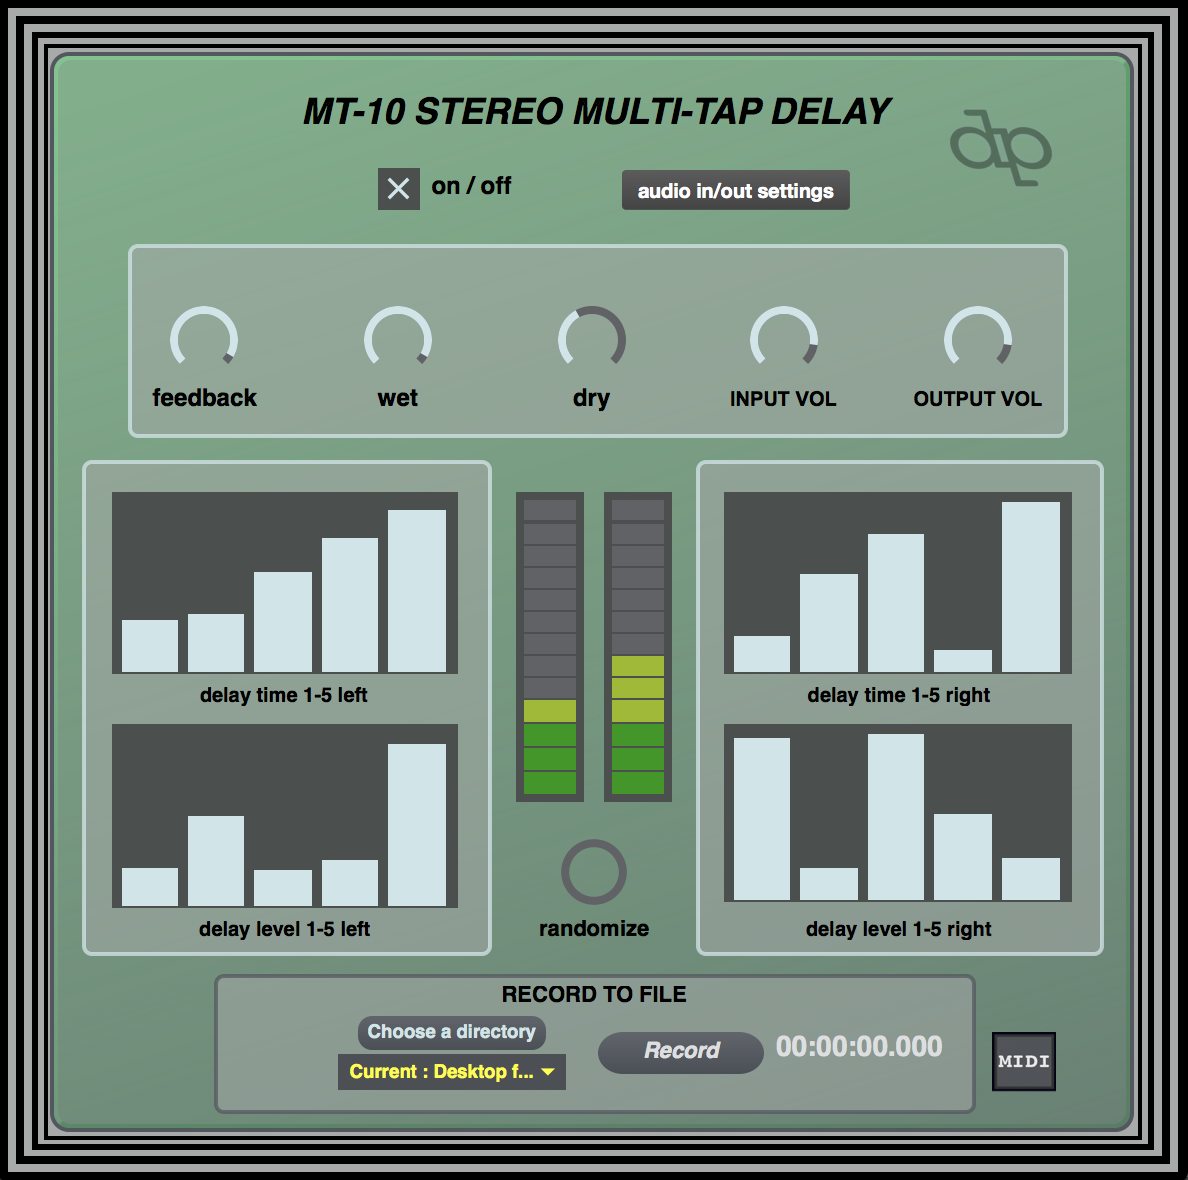 MT-10 STEREO MULTI-TAP DELAY
dp
on / off
audio in/out settings
feedback
wet
dry
INPUT VOL
OUTPUT VOL
delay time 1-5 left
delay time 1-5 right
delay level 1-5 left
randomize
delay level 1-5 right
RECORD TO FILE
Choose a directory
Record
00:00:00.000
Current : Desktop f...
MIDI